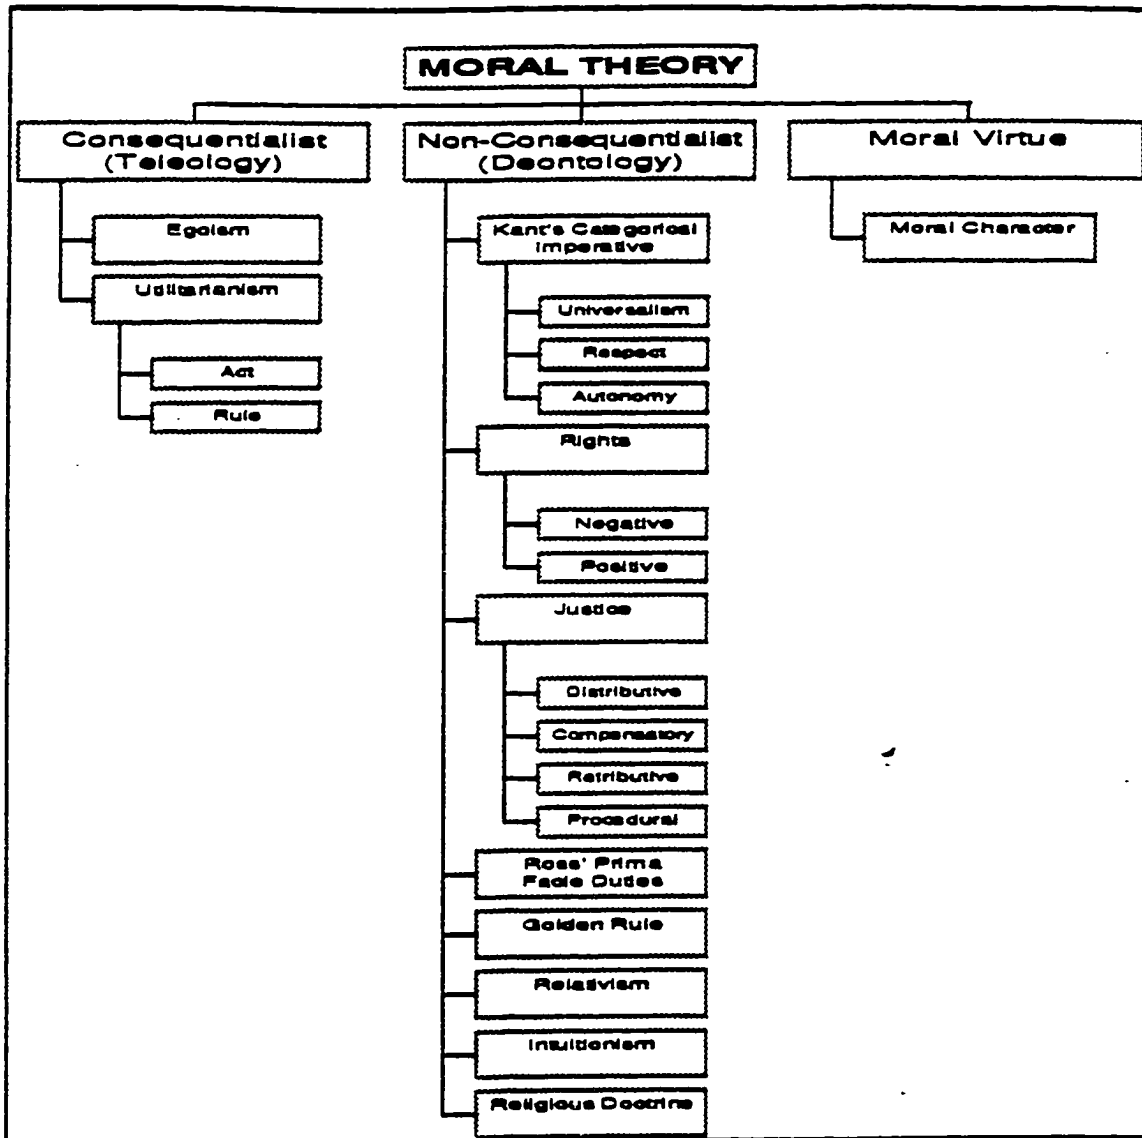 MORAL THEORY
Consequentialist
(Teleology)
Egoism
Utilitarianism
Act
Rule
Non-Consequentialist
(Deontology)
Kant's Categorical
Imperative
Universalism
Respect
Autonomy
Rights
Negative
Positive
Justice
Distributive
Compensatory
Retributive
Procedural
Ross' Prima
Facie Duties
Golden Rule
Relativism
Intuitionism
Religious Doctrine
Moral Virtue
Moral Character